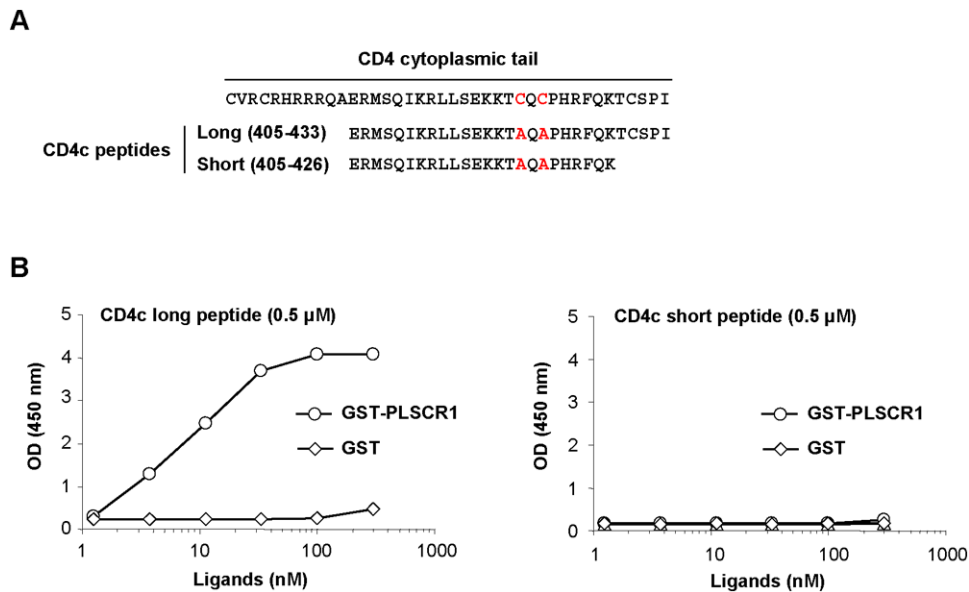 A
CD4 cytoplasmic tail
CVRCRHRRRQAERMSQIKRLLSEKKTCQCPHRFQKTCSPI
CD4c peptides
Long (405-433) ERMSQIKRLLSEKKTAQAPHRFQKTCSPI
Short (405-426) ERMSQIKRLLSEKKTAQAPHRFQK
B
CD4c long peptide (0.5 µM)
OD (450 nm)
5
4
3
2
1
0
GST-PLSCR1
GST
1 10 100 1000
Ligands (nM)
CD4c short peptide (0.5 µM)
OD (450 nm)
5
4
3
2
1
0
GST-PLSCR1
GST
1 10 100 1000
Ligands (nM)